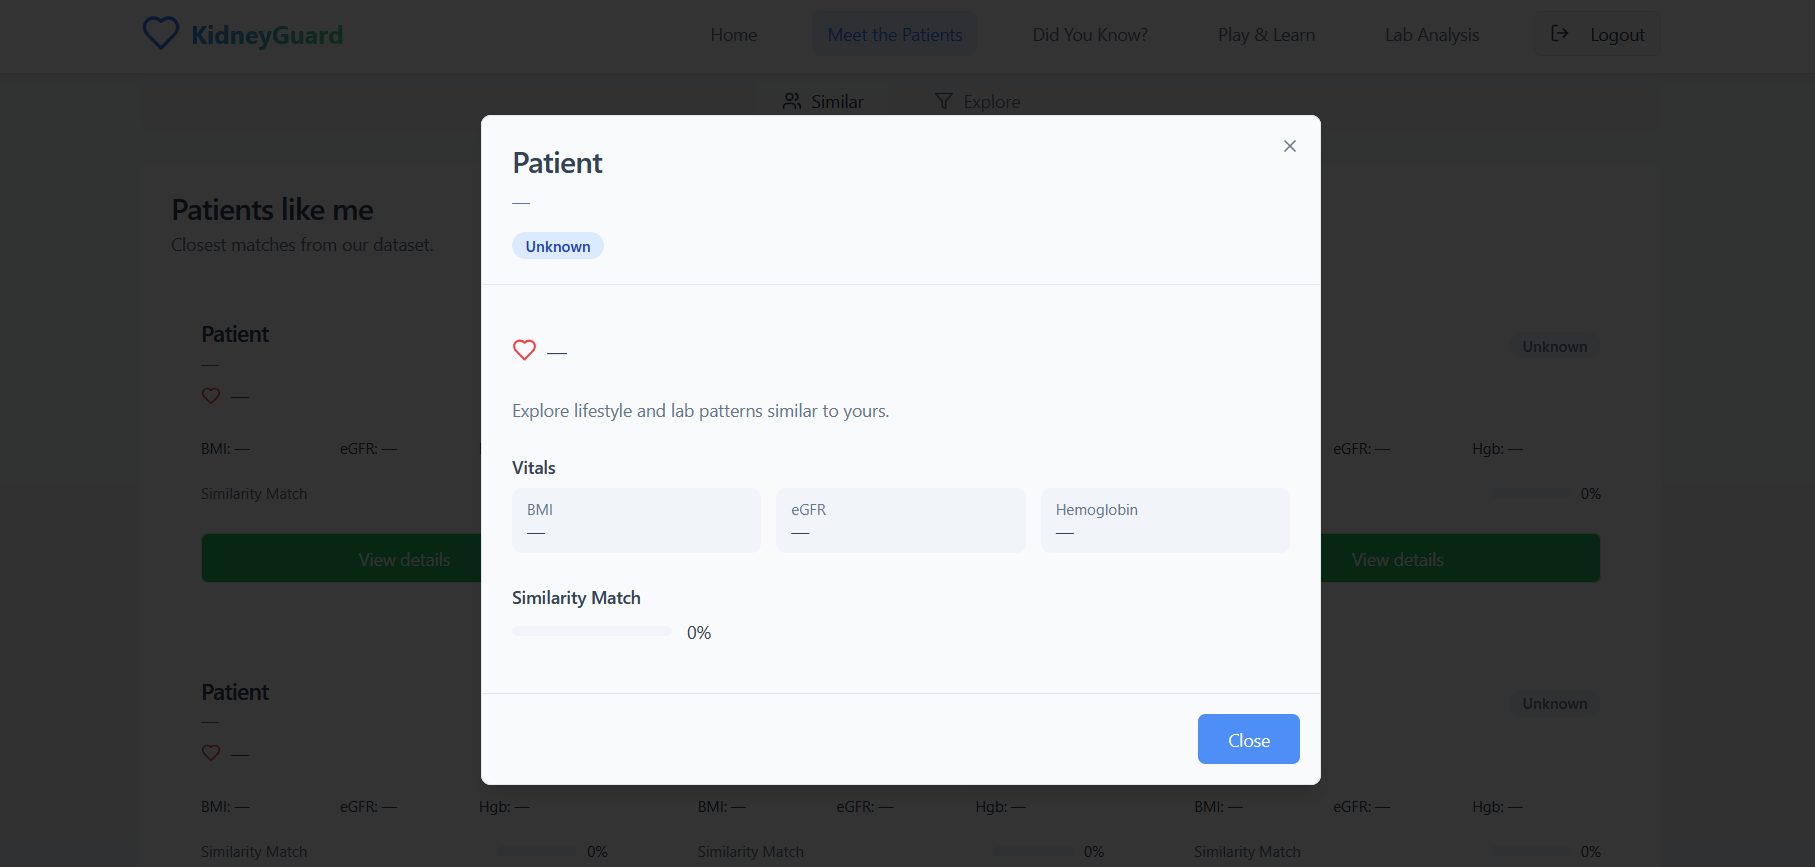 KidneyGuard
Home
Meet the Patients
Did You Know?
Play & Learn
Lab Analysis
Logout
Similar
Explore
Patients like me
Closest matches from our dataset.
Patient
—
Unknown
—
Explore lifestyle and lab patterns similar to yours.
Vitals
BMI
—
eGFR
—
Hemoglobin
—
Similarity Match
0%
Close
Patient
—
—
BMI: —
eGFR: —
Similarity Match
View details
Unknown
eGFR: —
Hgb: —
0%
View details
Patient
—
—
BMI: —
eGFR: —
Hgb: —
Similarity Match
0%
BMI: —
eGFR: —
Hgb: —
Similarity Match
0%
Unknown
BMI: —
eGFR: —
Hgb: —
Similarity Match
0%